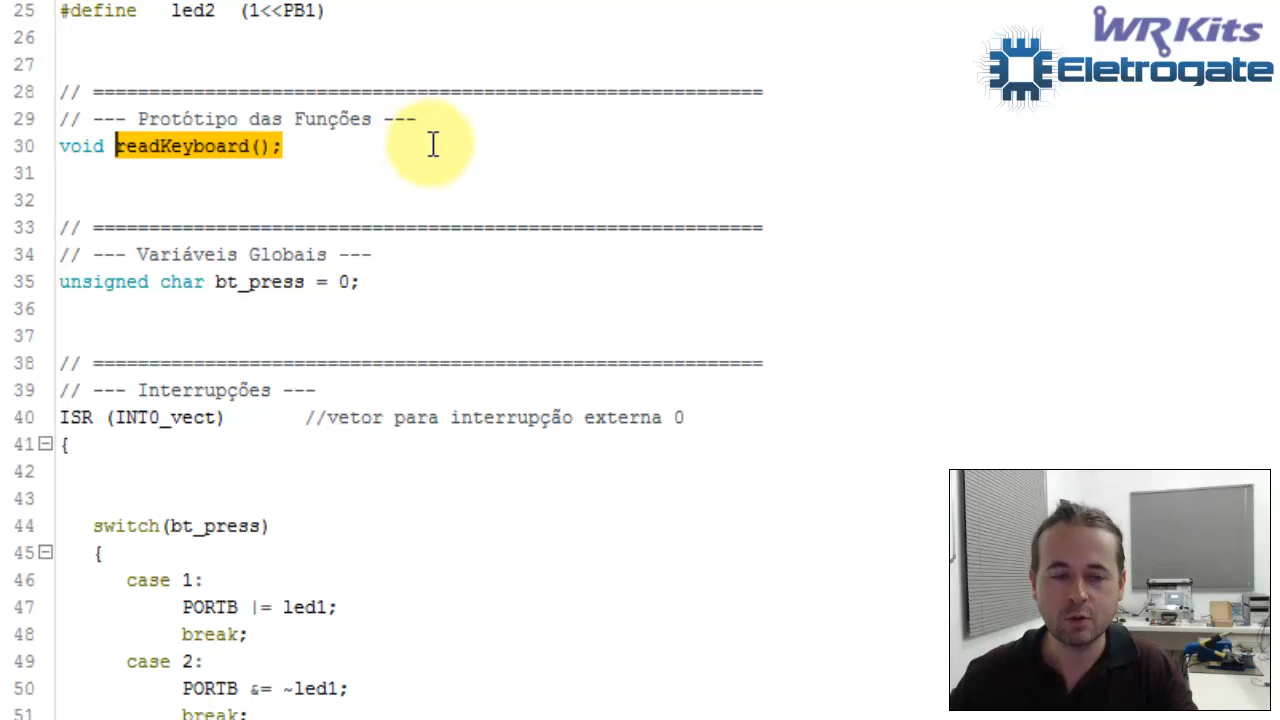 25 #define led2 (1<<PB1)
26
27
28 // ============================================================
29 // --- Protótipo das Funções ---
30 void readKeyboard();
31
32
33 // ============================================================
34 // --- Variáveis Globais ---
35 unsigned char bt_press = 0;
36
37
38 // ============================================================
39 // --- Interrupções ---
40 ISR (INT0_vect) //vetor para interrupção externa 0
41 {
42
43
44 switch(bt_press)
45 {
46 case 1:
47 PORTB |= led1;
48 break;
49 case 2:
50 PORTB &= ~led1;
51 break;
WRKits
Eletrogate